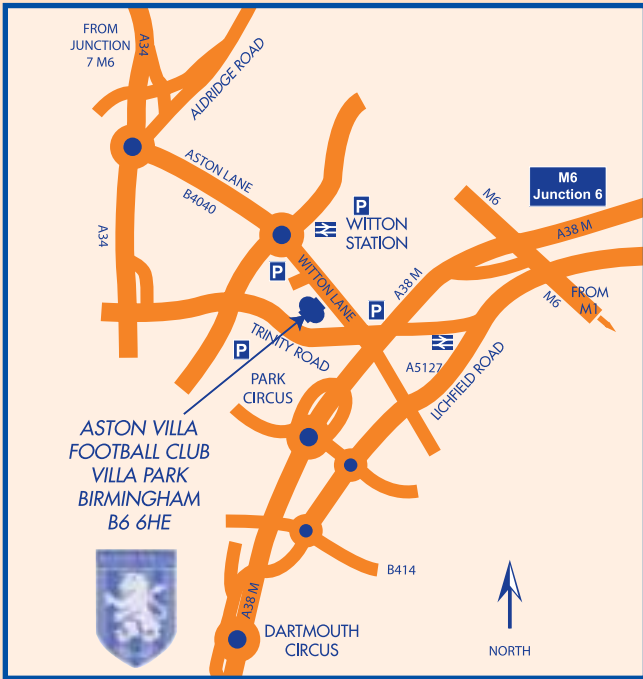 FROM
JUNCTION
7 M6
A34
ALDRIDGE ROAD
ASTON LANE
B4040
A34
P
WITTON
STATION
P
WITTON LANE
M6
Junction 6
M6
A38 M
A38 M
M6
FROM
M1
P
P
TRINITY ROAD
A5127
LICHFIELD ROAD
PARK
CIRCUS
ASTON VILLA
FOOTBALL CLUB
VILLA PARK
BIRMINGHAM
B6 6HE
B414
A38 M
DARTMOUTH
CIRCUS
NORTH